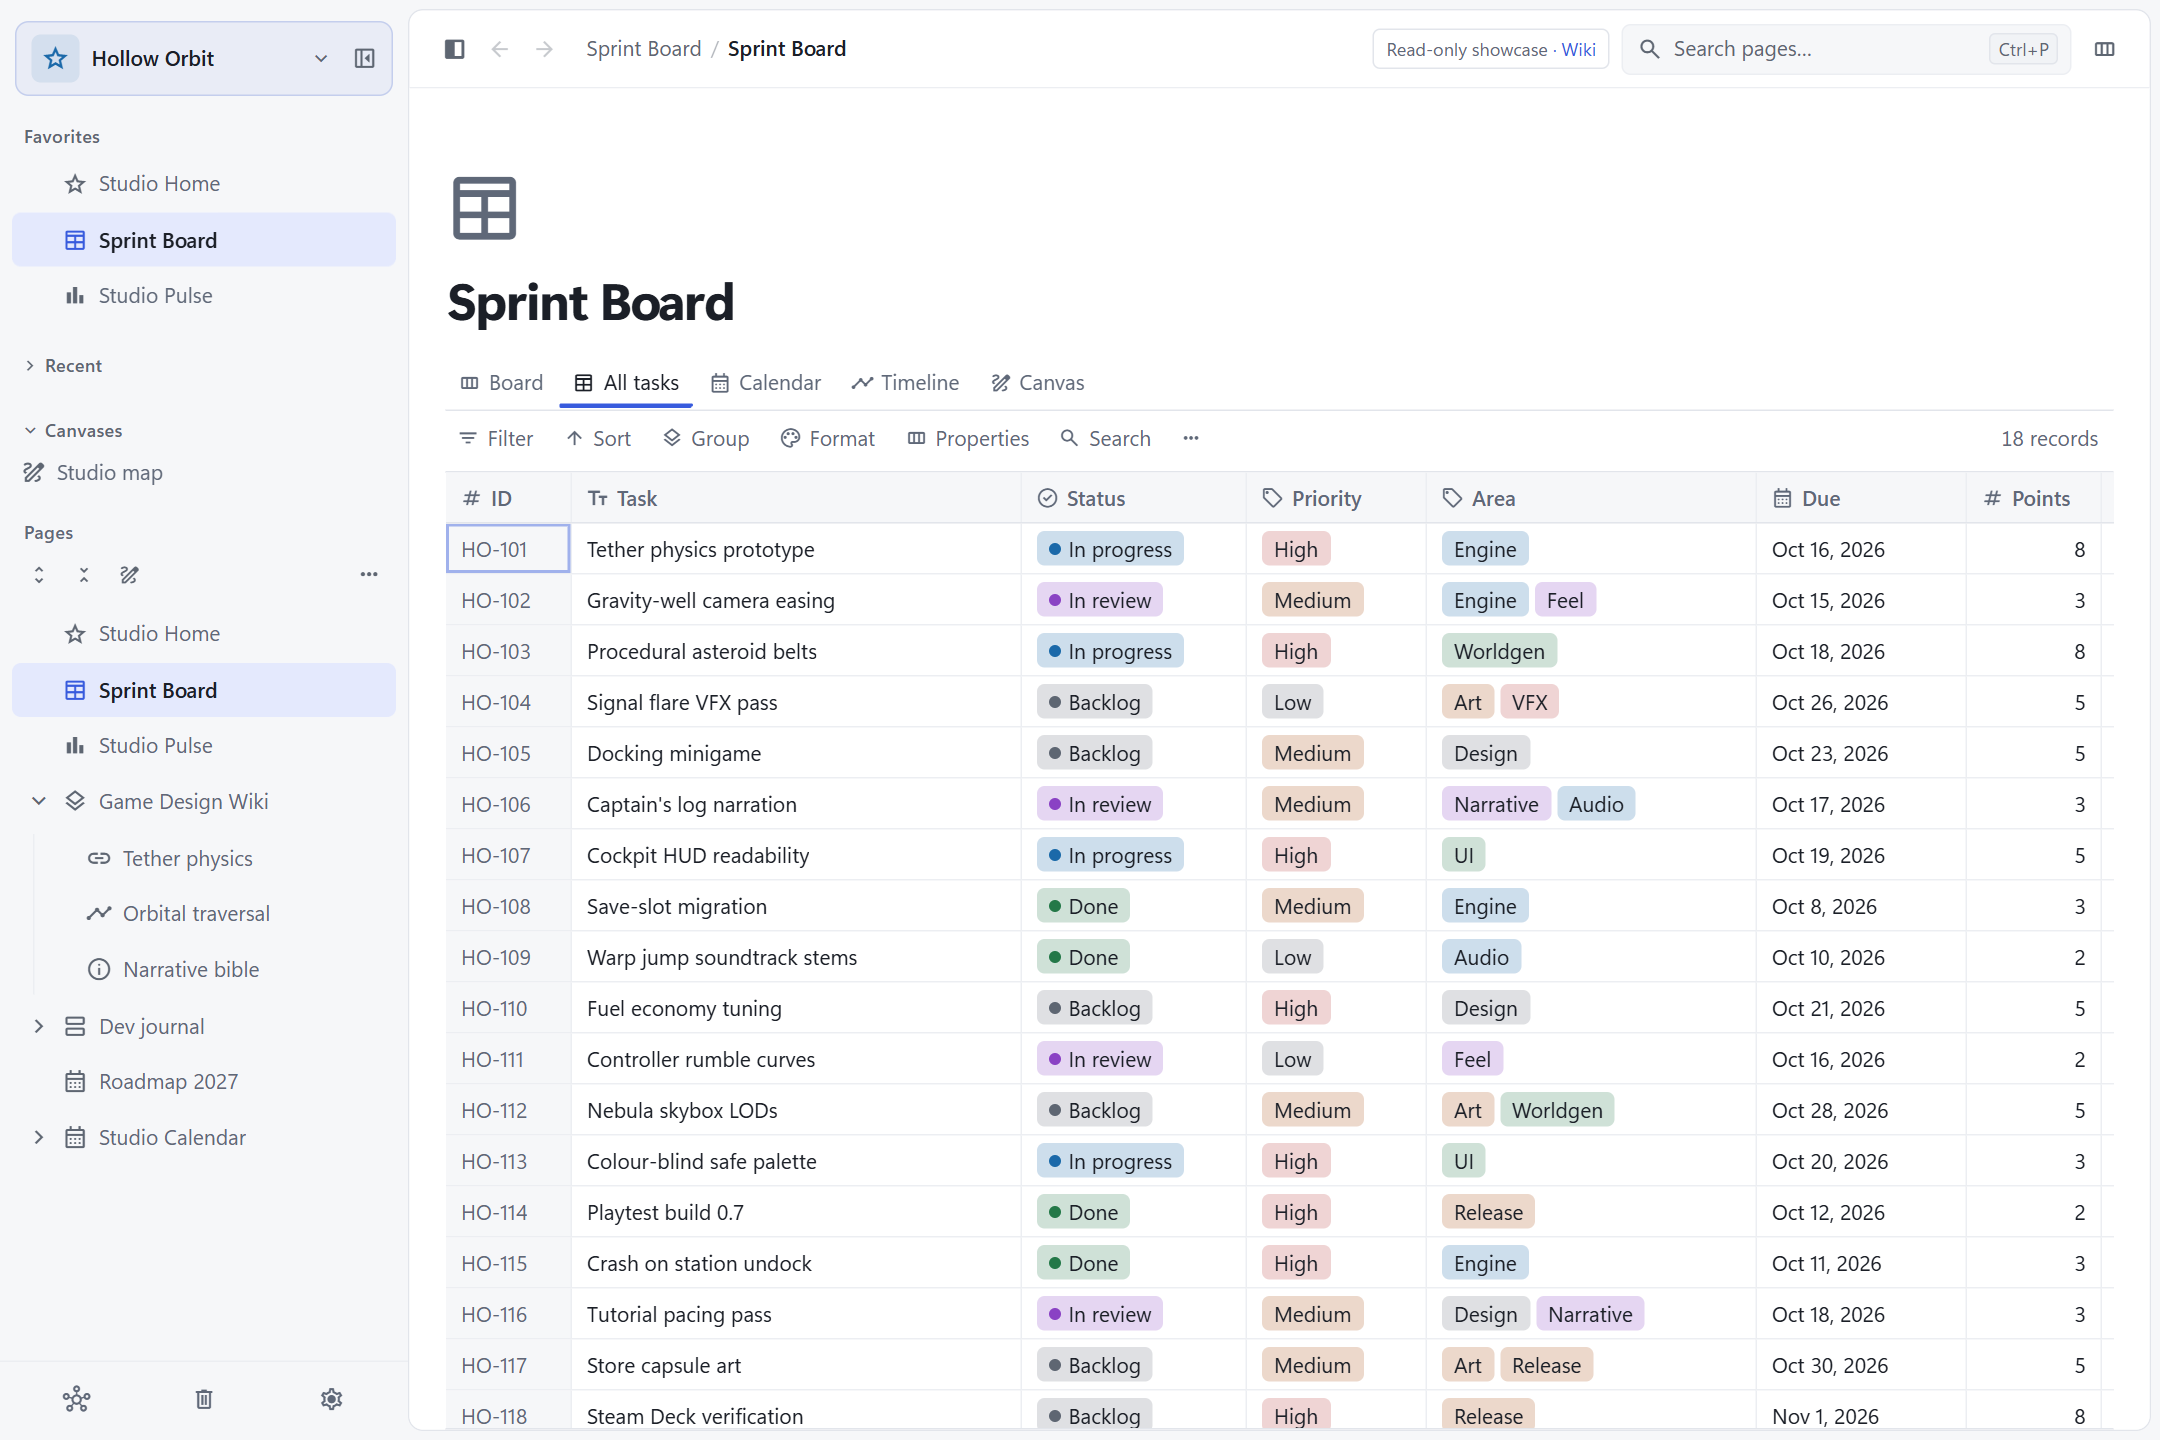 Hollow Orbit
Favorites
Studio Home
Sprint Board
Studio Pulse
Recent
Canvases
Studio map
Pages
Studio Home
Sprint Board
Studio Pulse
Game Design Wiki
Tether physics
Orbital traversal
Narrative bible
Dev journal
Roadmap 2027
Studio Calendar
Sprint Board / Sprint Board
Read-only showcase · Wiki
Search pages... Ctrl+P
Sprint Board
Board All tasks Calendar Timeline Canvas
Filter Sort Group Format Properties Search 18 records
ID Task Status Priority Area Due Points
HO-101 Tether physics prototype In progress High Engine Oct 16, 2026 8
HO-102 Gravity-well camera easing In review Medium Engine Feel Oct 15, 2026 3
HO-103 Procedural asteroid belts In progress High Worldgen Oct 18, 2026 8
HO-104 Signal flare VFX pass Backlog Low Art VFX Oct 26, 2026 5
HO-105 Docking minigame Backlog Medium Design Oct 23, 2026 5
HO-106 Captain's log narration In review Medium Narrative Audio Oct 17, 2026 3
HO-107 Cockpit HUD readability In progress High UI Oct 19, 2026 5
HO-108 Save-slot migration Done Medium Engine Oct 8, 2026 3
HO-109 Warp jump soundtrack stems Done Low Audio Oct 10, 2026 2
HO-110 Fuel economy tuning Backlog High Design Oct 21, 2026 5
HO-111 Controller rumble curves In review Low Feel Oct 16, 2026 2
HO-112 Nebula skybox LODs Backlog Medium Art Worldgen Oct 28, 2026 5
HO-113 Colour-blind safe palette In progress High UI Oct 20, 2026 3
HO-114 Playtest build 0.7 Done High Release Oct 12, 2026 2
HO-115 Crash on station undock Done High Engine Oct 11, 2026 3
HO-116 Tutorial pacing pass In review Medium Design Narrative Oct 18, 2026 3
HO-117 Store capsule art Backlog Medium Art Release Oct 30, 2026 5
HO-118 Steam Deck verification Backlog High Release Nov 1, 2026 8